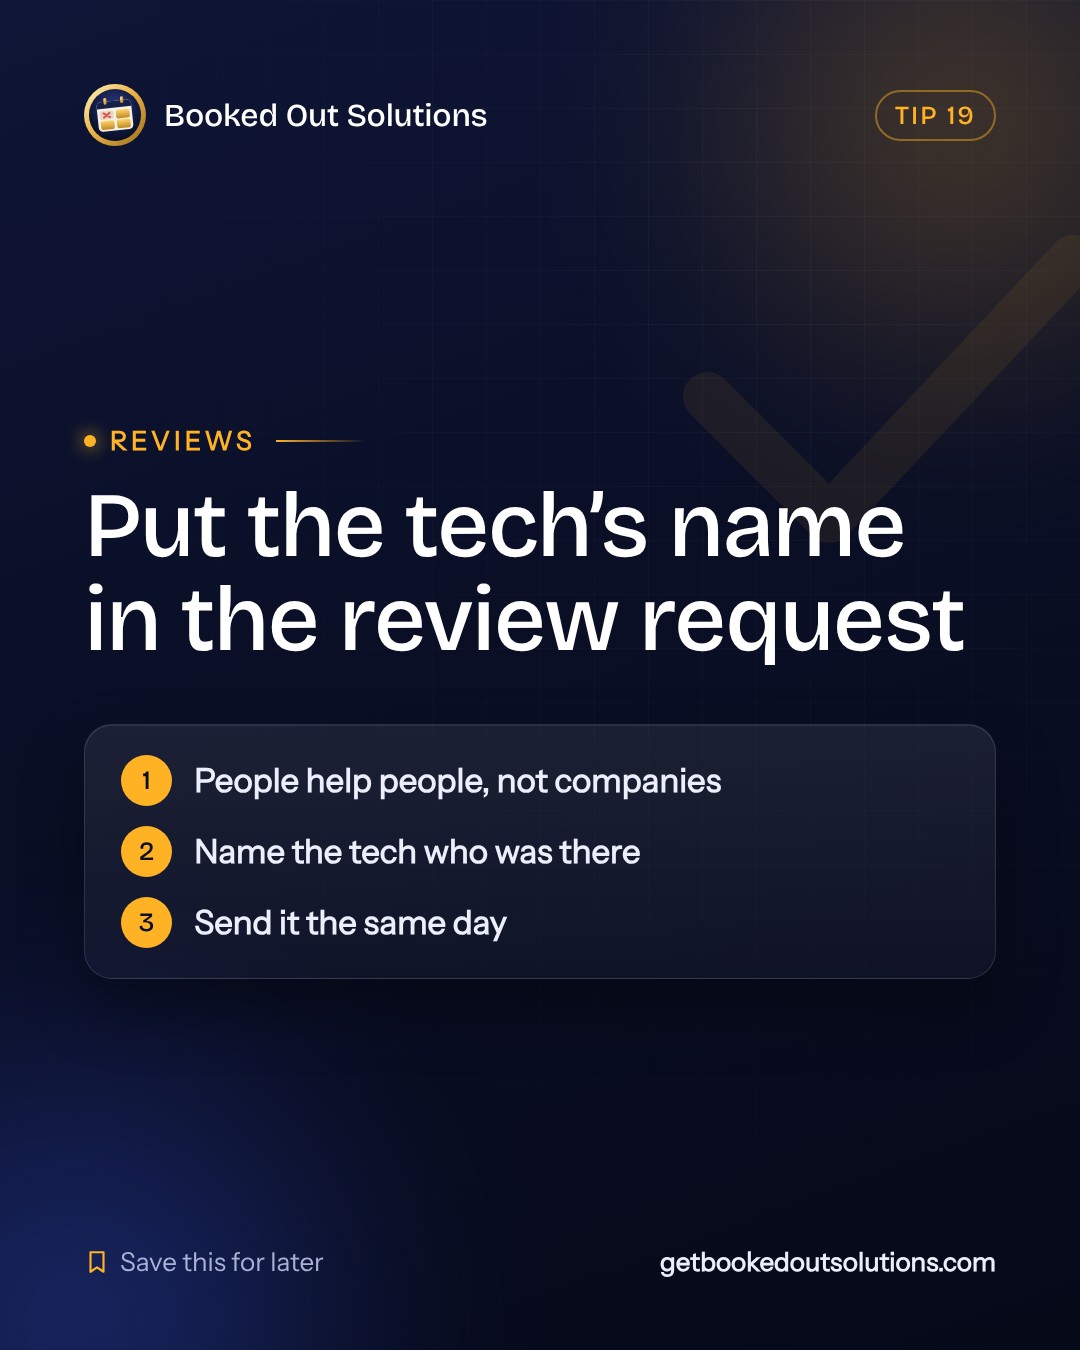 Booked Out Solutions
TIP 19
REVIEWS
Put the tech’s name
in the review request
1 People help people, not companies
2 Name the tech who was there
3 Send it the same day
Save this for later
getbookedoutsolutions.com